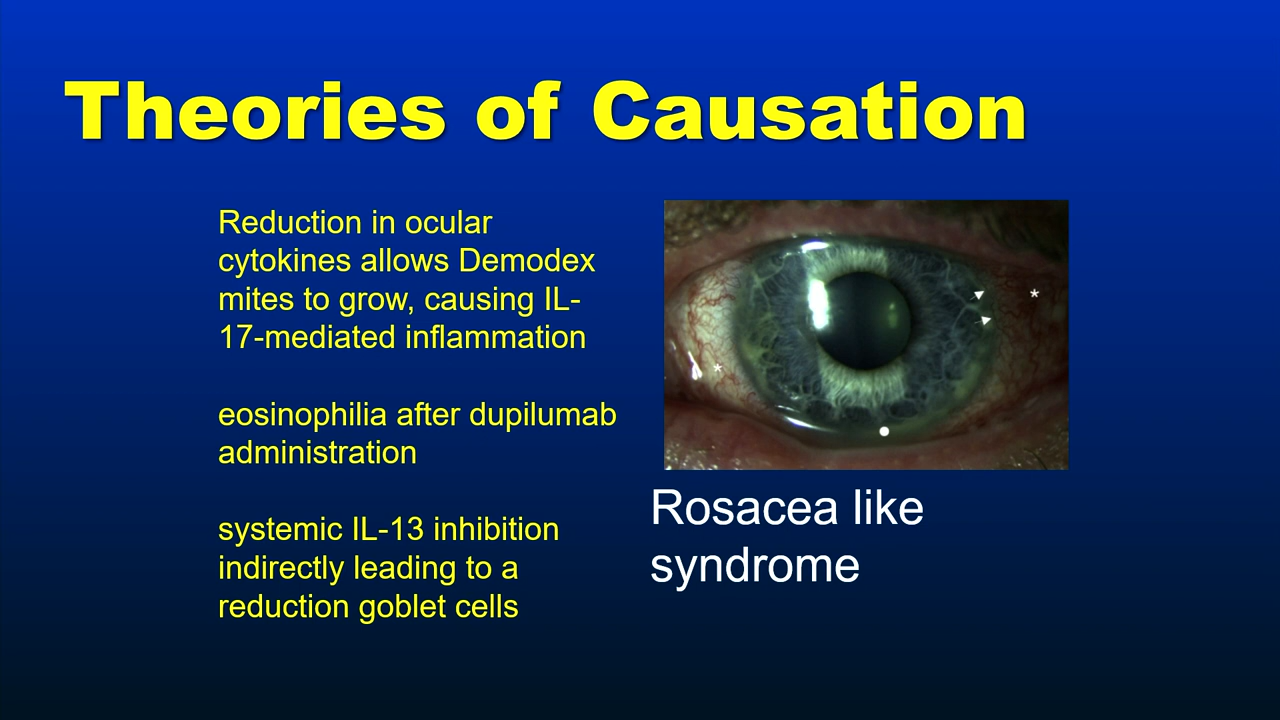 Theories of Causation
Reduction in ocular
cytokines allows Demodex
mites to grow, causing IL-
17-mediated inflammation
eosinophilia after dupilumab
administration
systemic IL-13 inhibition
indirectly leading to a
reduction goblet cells
Rosacea like
syndrome